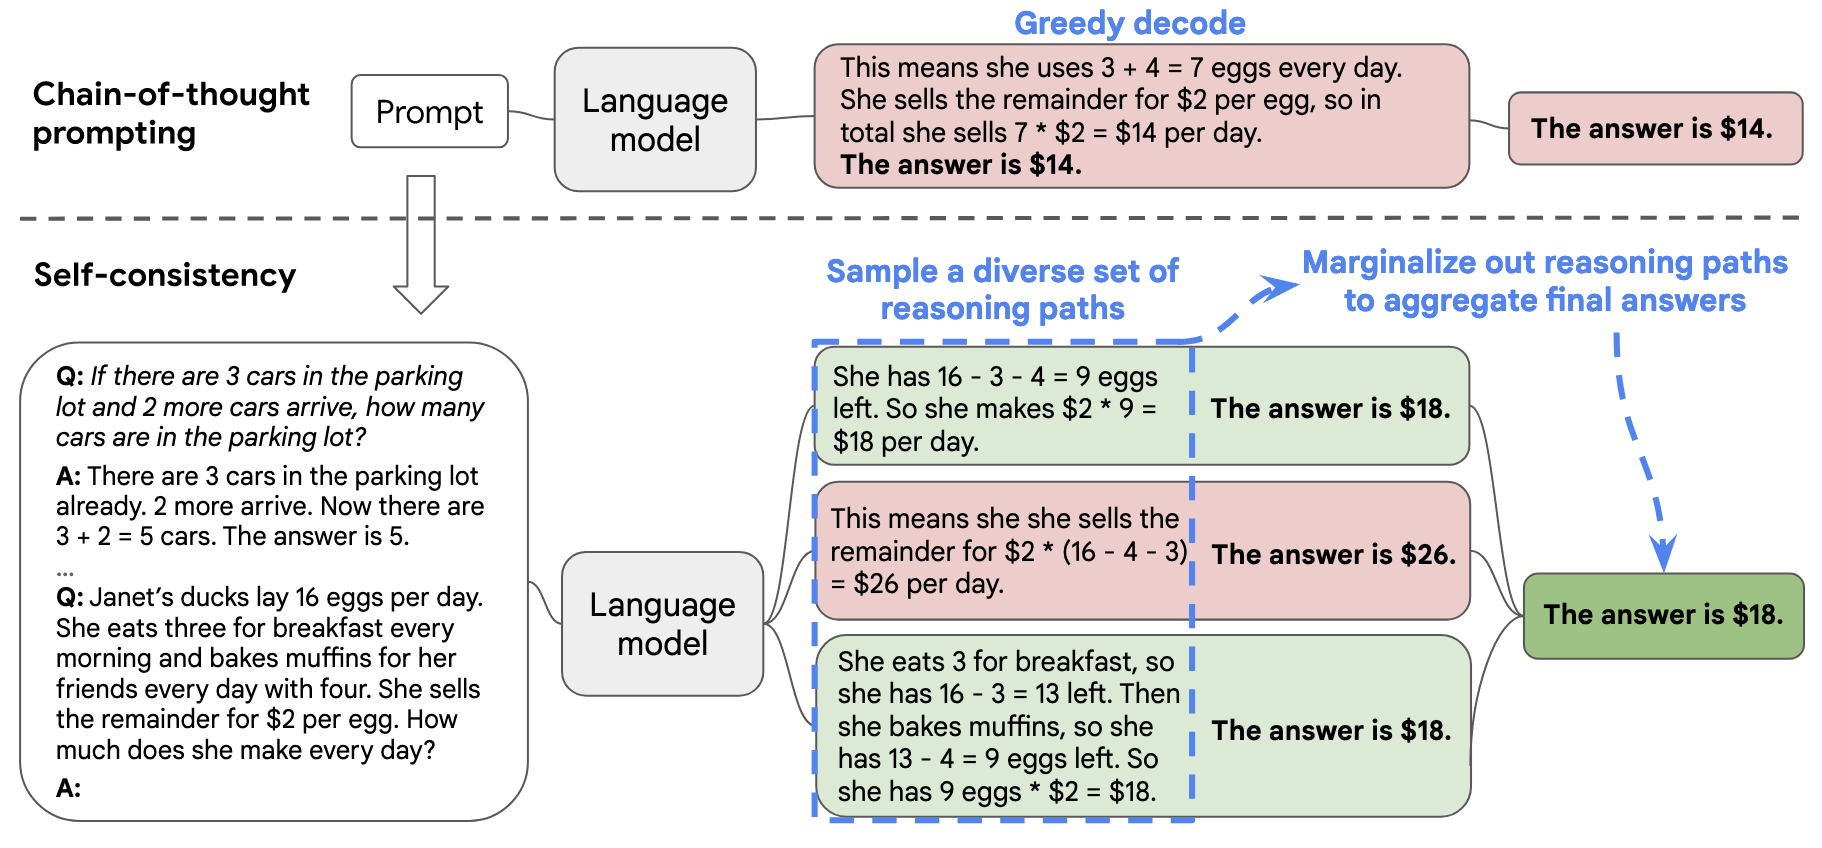 Greedy decode
Chain-of-thought
prompting
Prompt
Language
model
This means she uses 3 + 4 = 7 eggs every day.
She sells the remainder for $2 per egg, so in
total she sells 7 * $2 = $14 per day.
The answer is $14.
The answer is $14.
Self-consistency
Sample a diverse set of
reasoning paths
Marginalize out reasoning paths
to aggregate final answers
Q: If there are 3 cars in the parking
lot and 2 more cars arrive, how many
cars are in the parking lot?
A: There are 3 cars in the parking lot
already. 2 more arrive. Now there are
3 + 2 = 5 cars. The answer is 5.
...
Q: Janet's ducks lay 16 eggs per day.
She eats three for breakfast every
morning and bakes muffins for her
friends every day with four. She sells
the remainder for $2 per egg. How
much does she make every day?
A:
Language
model
She has 16 - 3 - 4 = 9 eggs
left. So she makes $2 * 9 =
$18 per day.
The answer is $18.
This means she she sells the
remainder for $2 * (16 - 4 - 3)
= $26 per day.
The answer is $26.
She eats 3 for breakfast, so
she has 16 - 3 = 13 left. Then
she bakes muffins, so she
has 13 - 4 = 9 eggs left. So
she has 9 eggs * $2 = $18.
The answer is $18.
The answer is $18.